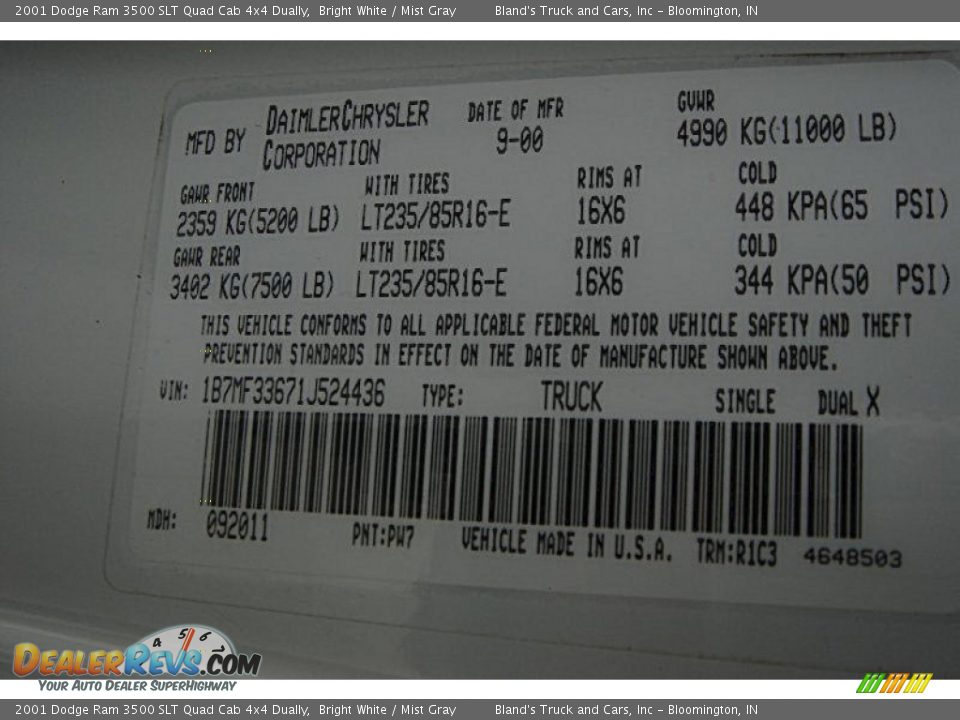 2001 Dodge Ram 3500 SLT Quad Cab 4x4 Dually, Bright White / Mist Gray Bland's Truck and Cars, Inc - Bloomington, IN
MFD BY DAIMLERCHRYSLER CORPORATION DATE OF MFR 9-00 GVWR 4990 KG(11000 LB)
GAWR FRONT WITH TIRES RIMS AT COLD
2359 KG(5200 LB) LT235/85R16-E 16X6 448 KPA(65 PSI)
GAWR REAR WITH TIRES RIMS AT COLD
3402 KG(7500 LB) LT235/85R16-E 16X6 344 KPA(50 PSI)
THIS VEHICLE CONFORMS TO ALL APPLICABLE FEDERAL MOTOR VEHICLE SAFETY AND THEFT
PREVENTION STANDARDS IN EFFECT ON THE DATE OF MANUFACTURE SHOWN ABOVE.
VIN: 1B7MF33671J524436 TYPE: TRUCK SINGLE DUAL X
MDH: 092011 PNT:PW7 VEHICLE MADE IN U.S.A. TRM:R1C3 4648503
4 5 6
DEALERREVS.COM
YOUR AUTO DEALER SUPERHIGHWAY
2001 Dodge Ram 3500 SLT Quad Cab 4x4 Dually, Bright White / Mist Gray Bland's Truck and Cars, Inc - Bloomington, IN